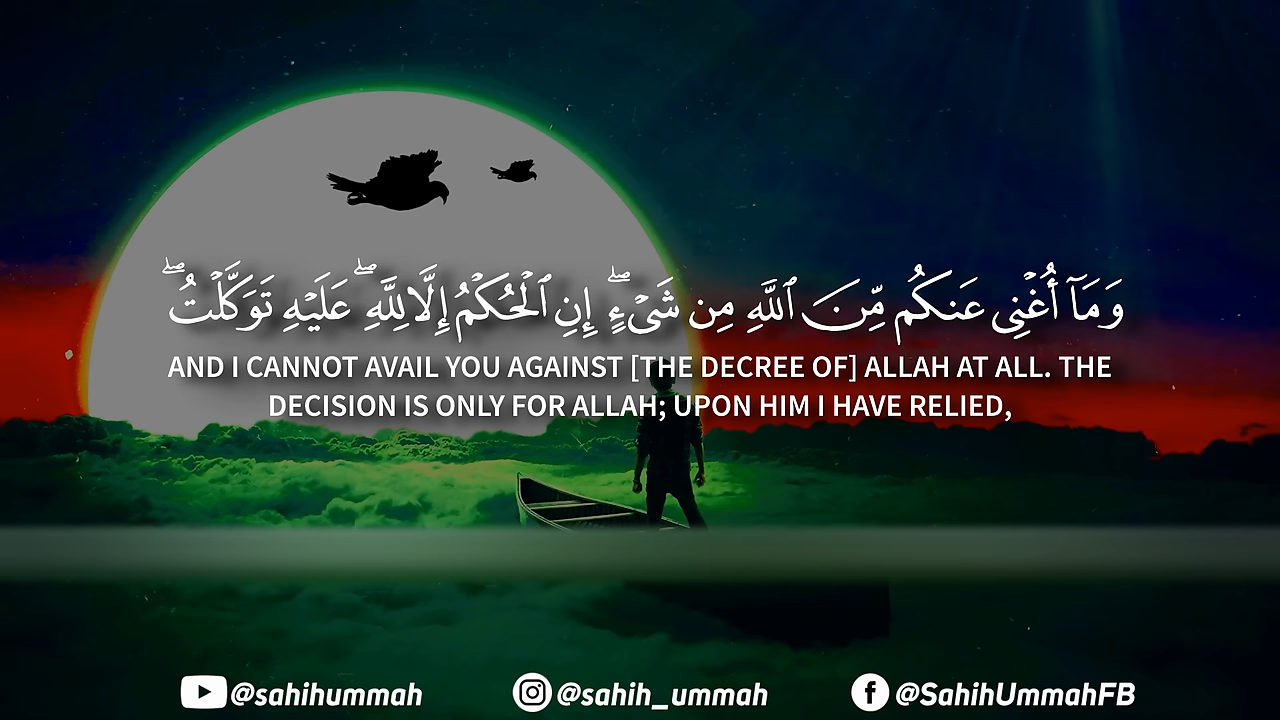 وَمَآ أُغْنِى عَنكُم مِّنَ ٱللَّهِ مِن شَىْءٍ ۖ إِنِ ٱلْحُكْمُ إِلَّا لِلَّهِ ۖ عَلَيْهِ تَوَكَّلْتُ ۖ
AND I CANNOT AVAIL YOU AGAINST [THE DECREE OF] ALLAH AT ALL. THE
DECISION IS ONLY FOR ALLAH; UPON HIM I HAVE RELIED,
@sahihummah @sahih_ummah @SahihUmmahFB